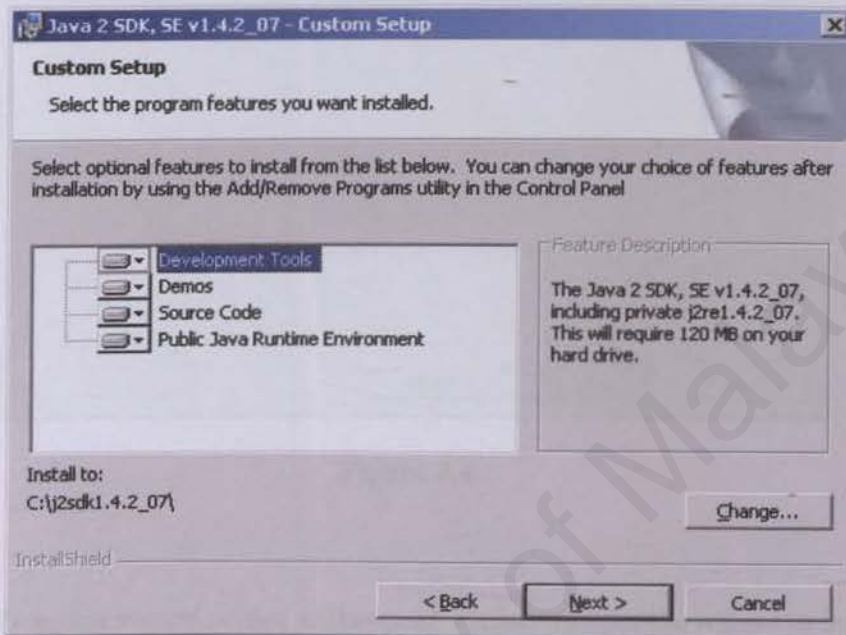 Java 2 SDK, SE v1.4.2_07 - Custom Setup
Custom Setup
Select the program features you want installed.
Select optional features to install from the list below. You can change your choice of features after
installation by using the Add/Remove Programs utility in the Control Panel
Development Tools
Demos
Source Code
Public Java Runtime Environment
Feature Description
The Java 2 SDK, SE v1.4.2_07,
including private j2re1.4.2_07.
This will require 120 MB on your
hard drive.
Install to:
C:\j2sdk1.4.2_07\
Change...
InstallShield
< Back
Next >
Cancel
of Malay